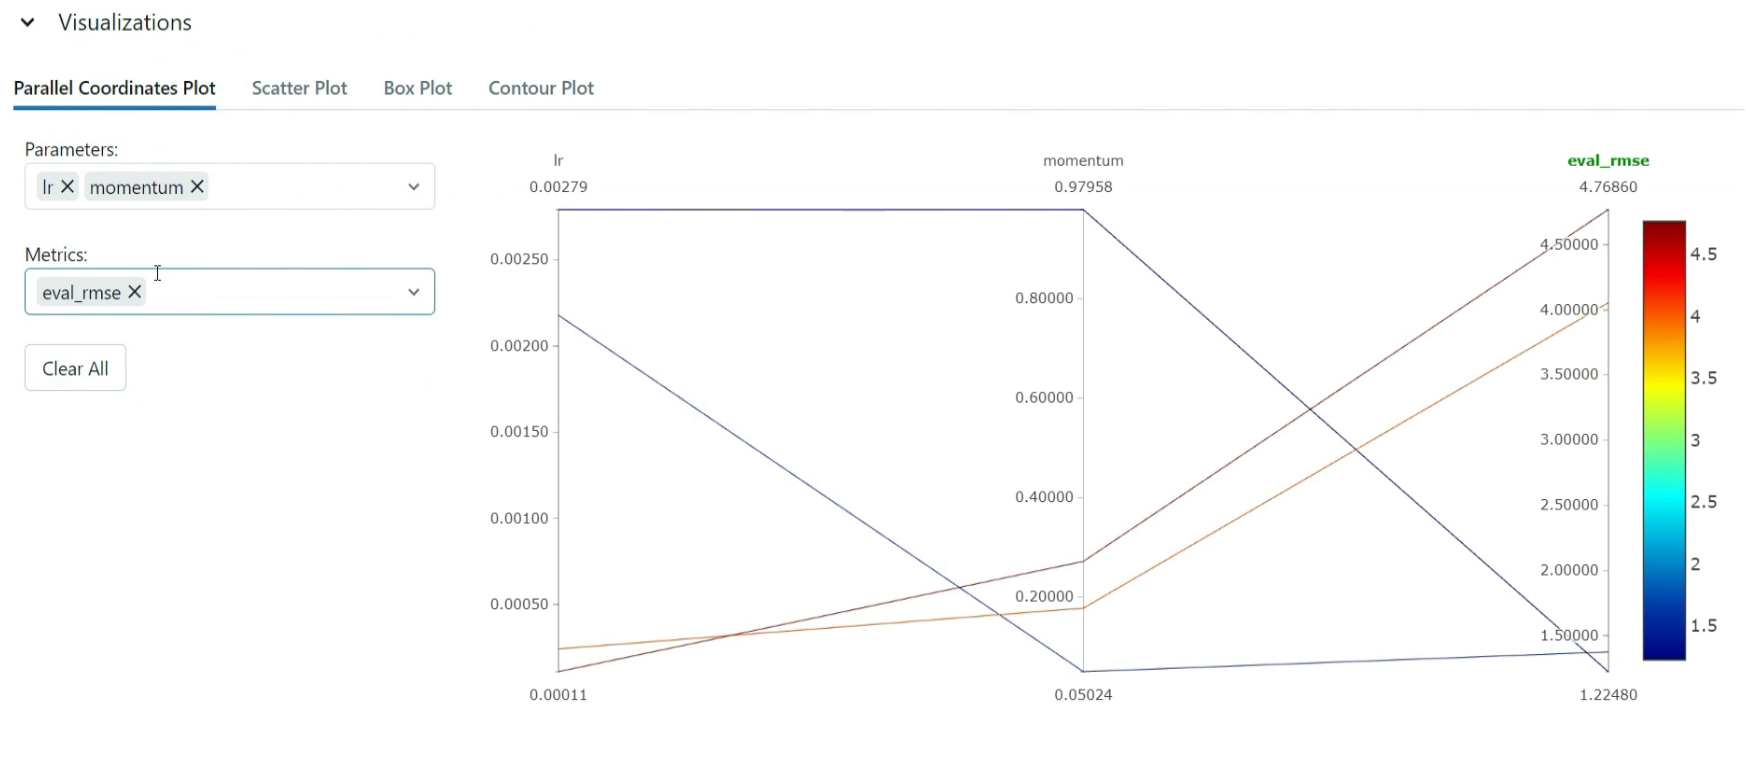 Visualizations
Parallel Coordinates Plot Scatter Plot Box Plot Contour Plot
Parameters:
lr momentum
Metrics:
eval_rmse
Clear All
lr momentum eval_rmse
0.00279 0.97958 4.76860
0.00250
0.00200
0.00150
0.00100
0.00050
0.00011
0.80000
0.60000
0.40000
0.20000
0.05024
4.50000
4.00000
3.50000
3.00000
2.50000
2.00000
1.50000
1.22480
4.5
4
3.5
3
2.5
2
1.5